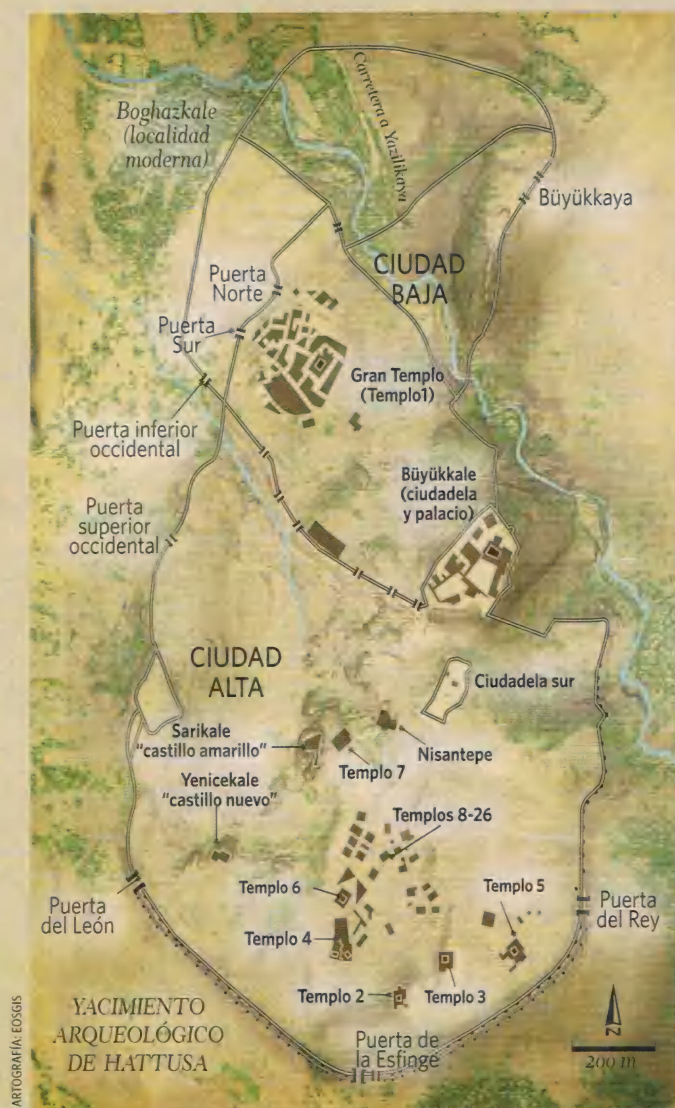 Boghazkale
(localidad
moderna)
Carretera a Yazilikaya
Büyükkaya
CIUDAD
BAJA
Puerta
Norte
Puerta
Sur
Gran Templo
(Templo1)
Puerta inferior
occidental
Büyükkale
(ciudadela
y palacio)
Puerta
superior
occidental
CIUDAD
ALTA
Ciudadela sur
Sarikale
"castillo amarillo"
Nisantepe
Templo 7
Yenicekale
"castillo nuevo"
Templos 8-26
Templo 6
Templo 5
Puerta
del León
Puerta
del Rey
Templo 4
Templo 2
Templo 3
YACIMIENTO
ARQUEOLÓGICO
DE HATTUSA
Puerta de
la Esfinge
N
200 m
ARTOGRAFÍA: EOSGIS